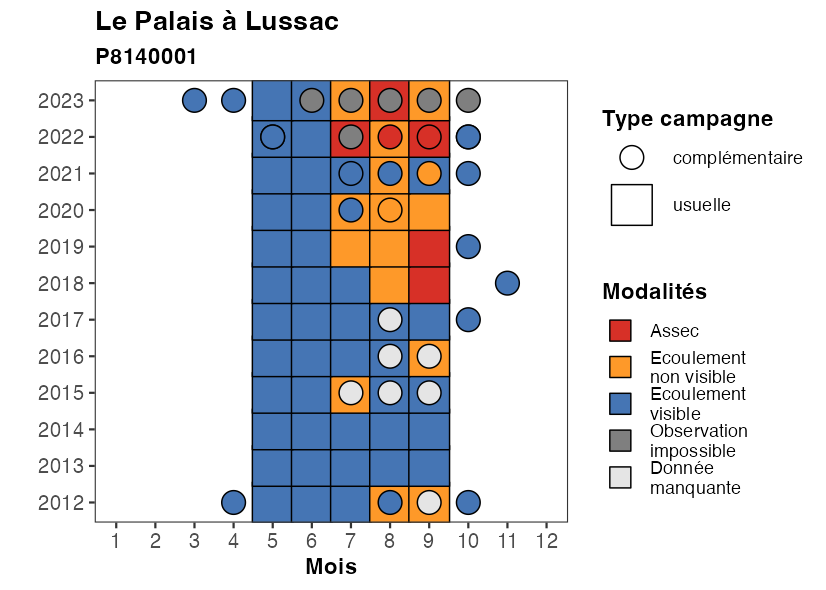 Le Palais à Lussac
P8140001
2023
2022
2021
2020
2019
2018
2017
2016
2015
2014
2013
2012
1 2 3 4 5 6 7 8 9 10 11 12
Mois
Type campagne
complémentaire
usuelle
Modalités
Assec
Ecoulement
non visible
Ecoulement
visible
Observation
impossible
Donnée
manquante